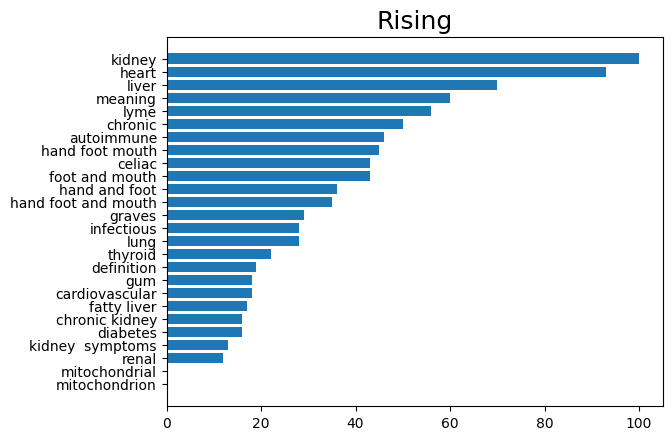 Rising
kidney
heart
liver
meaning
lyme
chronic
autoimmune
hand foot mouth
celiac
foot and mouth
hand and foot
hand foot and mouth
graves
infectious
lung
thyroid
definition
gum
cardiovascular
fatty liver
chronic kidney
diabetes
kidney  symptoms
renal
mitochondrial
mitochondrion
0 20 40 60 80 100